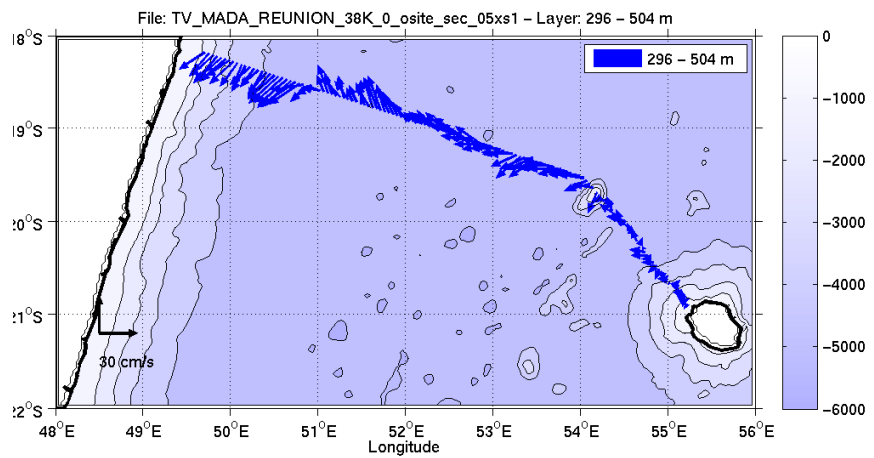 File: TV_MADA_REUNION_38K_0_osite_sec_05xs1 – Layer: 296 – 504 m
296 – 504 m
18°S
19°S
20°S
21°S
22°S
30 cm/s
48°E 49°E 50°E 51°E 52°E 53°E 54°E 55°E 56°E
Longitude
0
−1000
−2000
−3000
−4000
−5000
−6000